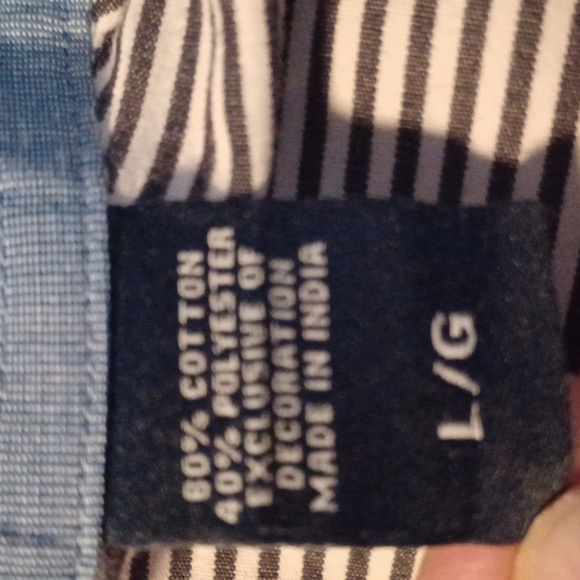 60% COTTON
40% POLYESTER
EXCLUSIVE OF
DECORATION
MADE IN INDIA
L/G